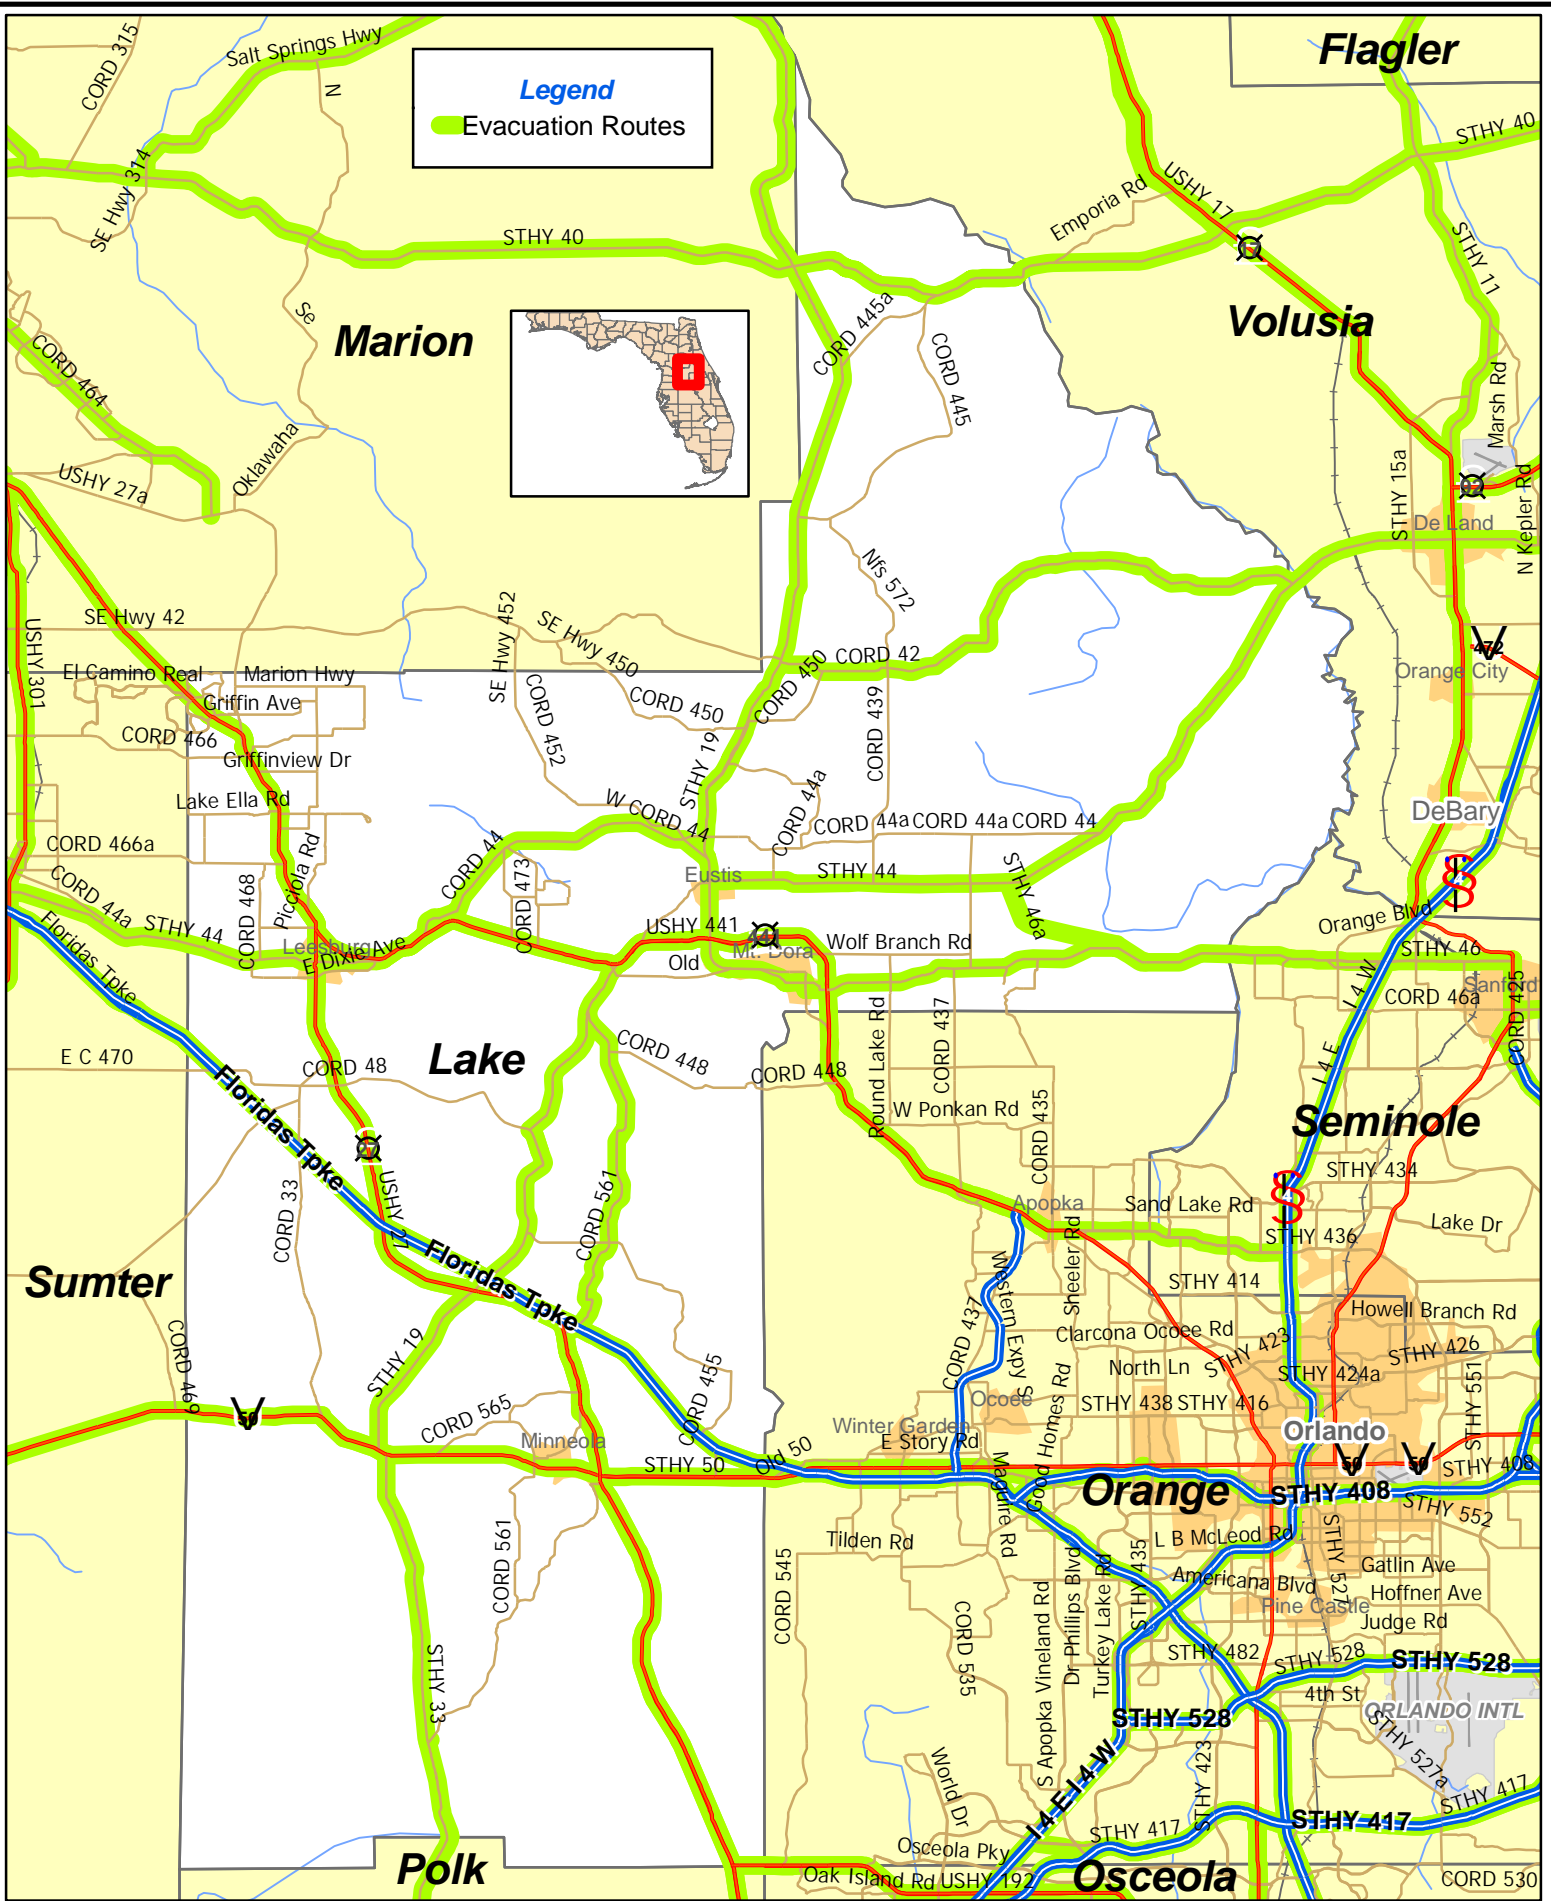 Flagler
Salt Springs Hwy
CORD 315
N
Legend
Evacuation Routes
STHY 40
SE Hwy 314
USHY 17
Emporia Rd
STHY 40
17
STHY 11
Se
Marion
CORD 445a
Volusia
CORD 464
CORD 445
Marsh Rd
Oklawaha
USHY 27a
STHY 15a
92
N Kepler Rd
De Land
Nfs 572
SE Hwy 42
SE Hwy 452
SE Hwy 450
USHY 301
472
CORD 42
El Camino Real
Marion Hwy
CORD 450
Orange City
Griffin Ave
CORD 452
CORD 450
CORD 439
CORD 466
Griffinview Dr
STHY 19
CORD 44a
Lake Ella Rd
W CORD 44
DeBary
CORD 44a
CORD 44a
CORD 44
CORD 466a
Picciola Rd
CORD 44
CORD 473
STHY 44
Eustis
STHY 46a
4
CORD 44a
CORD 468
STHY 44
Orange Blvd
Floridas Tpke
USHY 441
441
Leesburg
E Dixie Ave
Mt. Dora
Wolf Branch Rd
STHY 46
Old
I 4 W
Sanford
CORD 46a
CORD 425
Round Lake Rd
CORD 437
E C 470
CORD 48
Lake
CORD 448
CORD 448
I 4 E
Floridas Tpke
W Ponkan Rd
CORD 435
Seminole
27
CORD 33
USHY 27
CORD 561
STHY 434
4
Apopka
Sand Lake Rd
Sheeler Rd
Lake Dr
STHY 436
Floridas Tpke
Western Expy S
STHY 414
Sumter
CORD 437
Howell Branch Rd
Clarcona Ocoee Rd
STHY 423
STHY 426
CORD 469
STHY 19
CORD 455
North Ln
STHY 424a
Good Homes Rd
STHY 551
50
Ocoee
STHY 438
STHY 416
CORD 565
Minneola
Winter Garden
E Story Rd
Orlando
STHY 50
Old 50
50
50
STHY 408
Maguire Rd
Orange
STHY 408
STHY 552
CORD 561
Tilden Rd
CORD 545
L B McLeod Rd
STHY 527
S Apopka Vineland Rd
Dr Phillips Blvd
Turkey Lake Rd
STHY 435
Gatlin Ave
Americana Blvd
Hoffner Ave
Pine Castle
Judge Rd
CORD 535
STHY 33
STHY 482
STHY 528
STHY 528
4th St
STHY 528
ORLANDO INTL
STHY 527a
World Dr
I 4 E
I 4 W
STHY 423
STHY 417
STHY 417
STHY 417
Osceola Pky
Polk
Oak Island Rd
USHY 192
Osceola
CORD 530